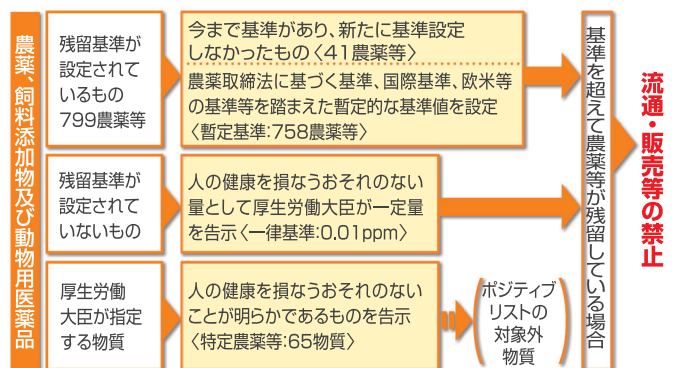 農薬、飼料添加物及び動物用医薬品
残留基準が
設定されて
いるもの
799農薬等
今まで基準があり、新たに基準設定
しなかったもの〈41農薬等〉
農薬取締法に基づく基準、国際基準、欧米等
の基準等を踏まえた暫定的な基準値を設定
〈暫定基準:758農薬等〉
残留基準が
設定されて
いないもの
人の健康を損なうおそれのない
量として厚生労働大臣が一定量
を告示〈一律基準:0.01ppm〉
厚生労働
大臣が指定
する物質
人の健康を損なうおそれのない
ことが明らかであるものを告示
〈特定農薬等:65物質〉
(ポジティブ
リストの
対象外
物質)
基準を超えて農薬等が残留している場合
流通・販売等の禁止